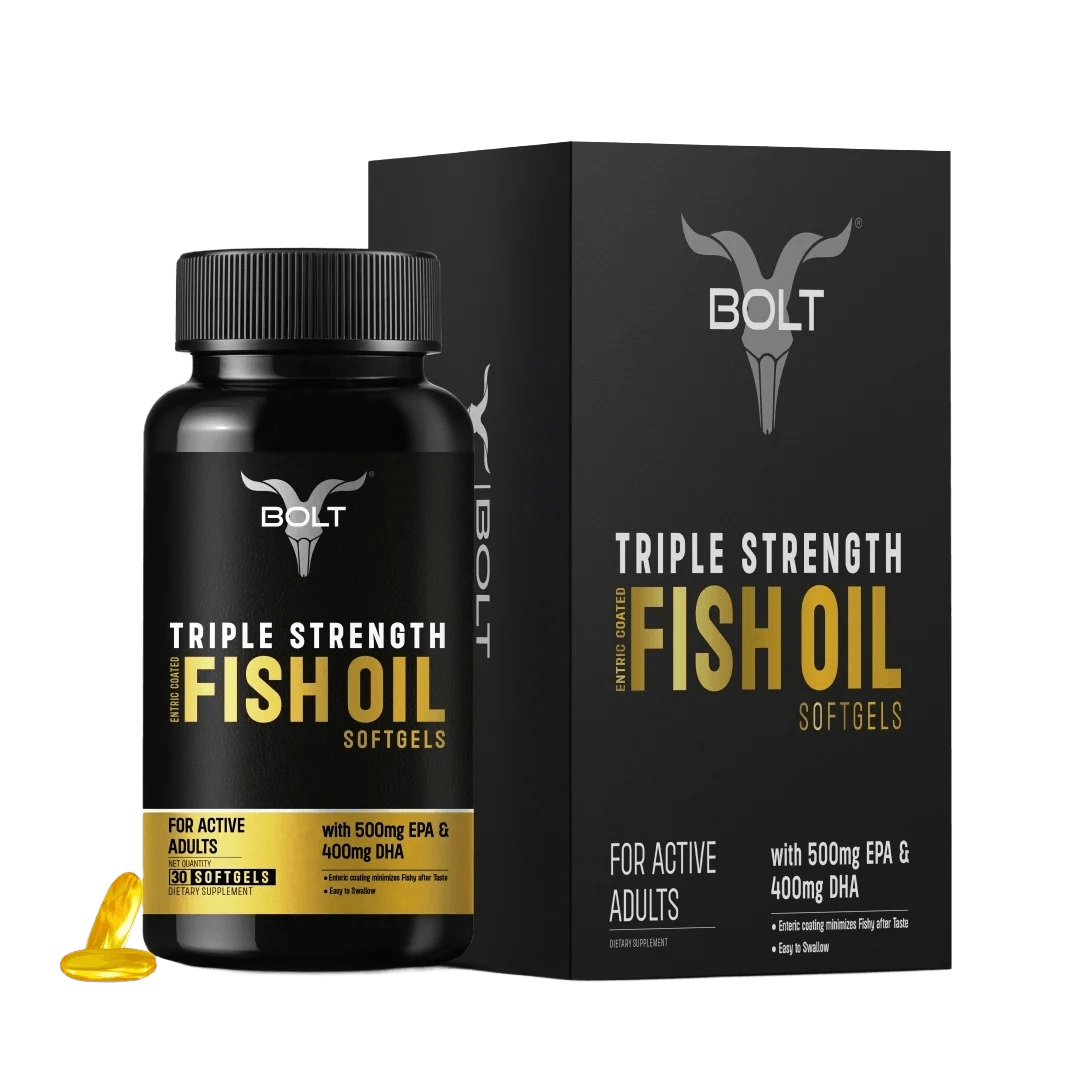 BOLT
®
TRIPLE STRENGTH
ENTRIC COATED
FISH OIL
SOFTGELS
FOR ACTIVE
ADULTS
NET QUANTITY
30 SOFTGELS
DIETARY SUPPLEMENT
with 500mg EPA &
400mg DHA
• Enteric coating minimizes Fishy after Taste
• Easy to Swallow
BOLT
BOLT
®
TRIPLE STRENGTH
ENTRIC COATED
FISH OIL
SOFTGELS
FOR ACTIVE
ADULTS
DIETARY SUPPLEMENT
with 500mg EPA &
400mg DHA
• Enteric coating minimizes Fishy after Taste
• Easy to Swallow